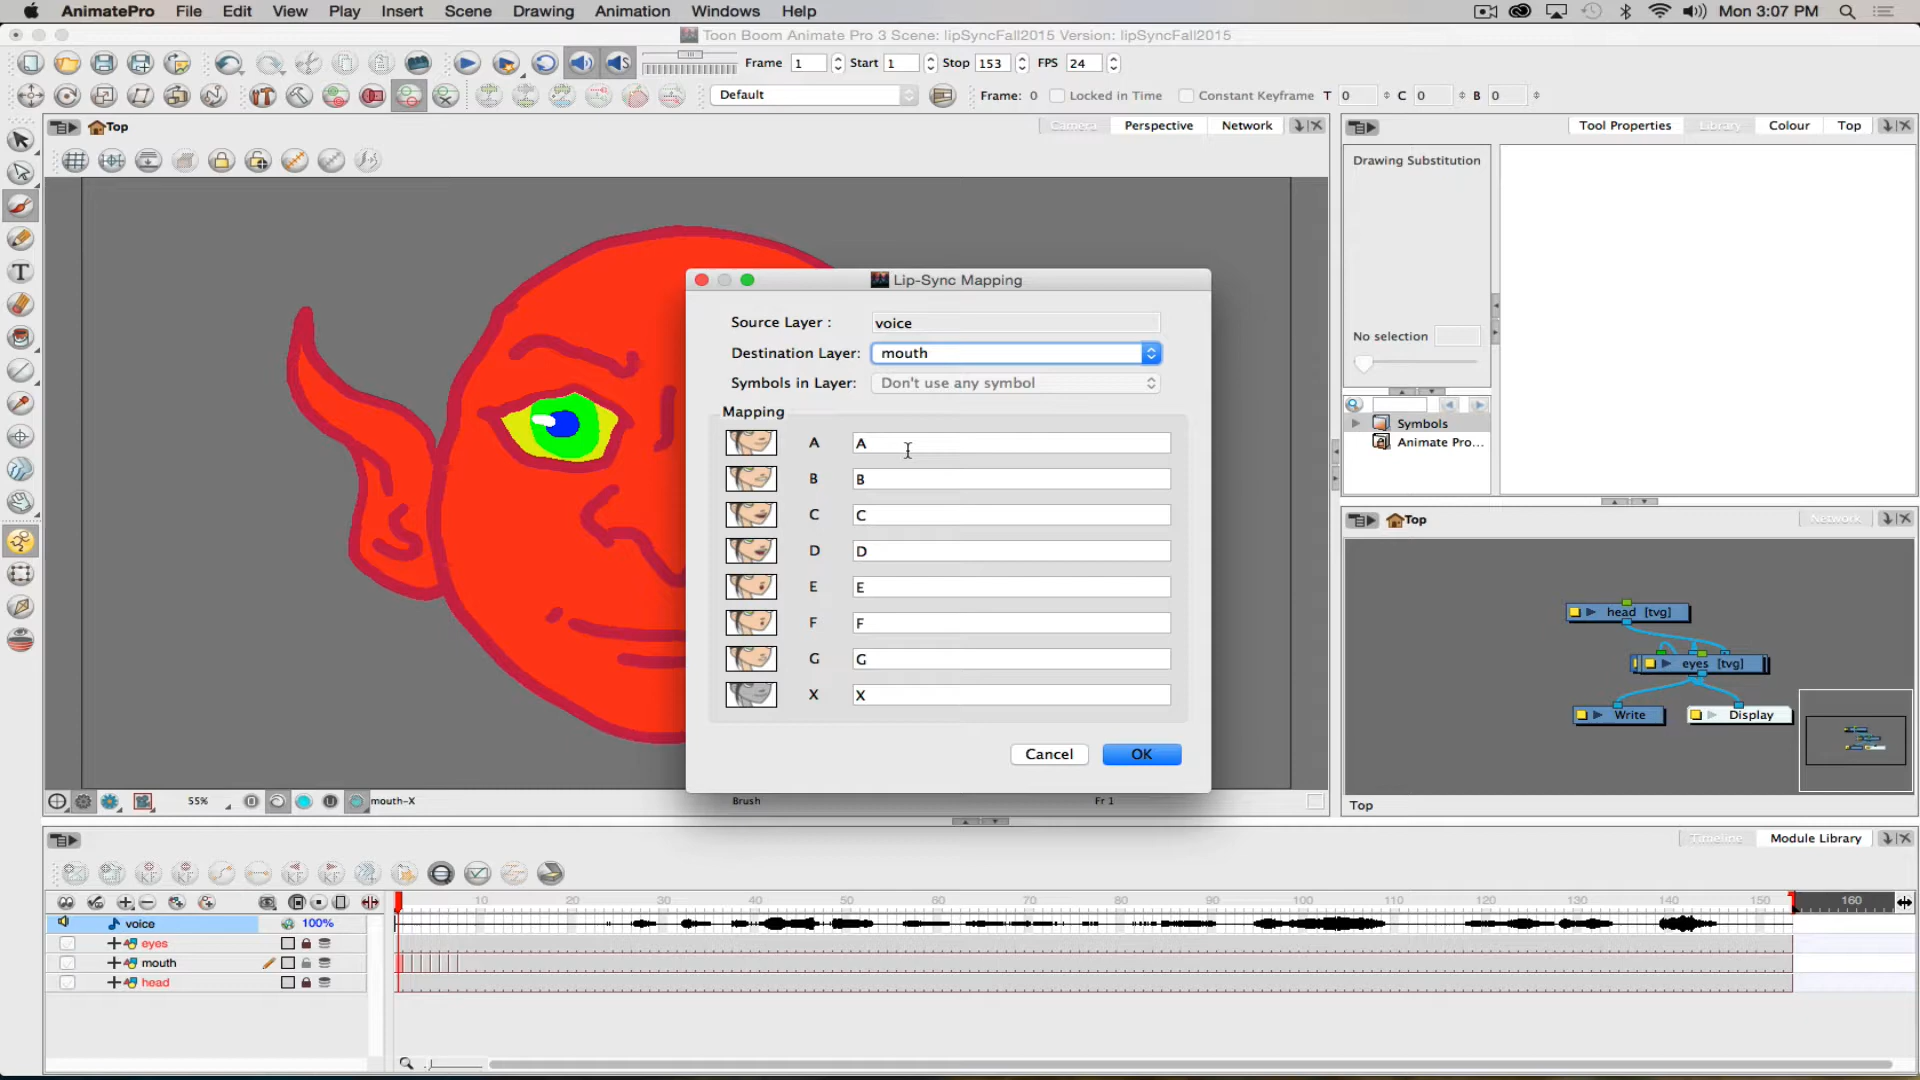 AnimatePro File Edit View Play Insert Scene Drawing Animation Windows Help Mon 3:07 PM
Toon Boom Animate Pro 3 Scene: lipSyncFall2015 Version: lipSyncFall2015
Frame 1 Start 1 Stop 153 FPS 24
Default Frame: 0 Locked in Time Constant Keyframe T 0 C 0 B 0
Top Camera Perspective Network
Tool Properties Library Colour Top
Drawing Substitution
No selection
Symbols
Animate Pro...
Lip-Sync Mapping
Source Layer : voice
Destination Layer: mouth
Symbols in Layer: Don't use any symbol
Mapping
A A
B B
C C
D D
E E
F F
G G
X X
Cancel OK
Top Network
head [tvg]
eyes [tvg]
Write Display
Top
55% mouth-X Brush Fr 1
Timeline Module Library
10 20 30 40 50 60 70 80 90 100 110 120 130 140 150 160
voice 100%
eyes
mouth
head